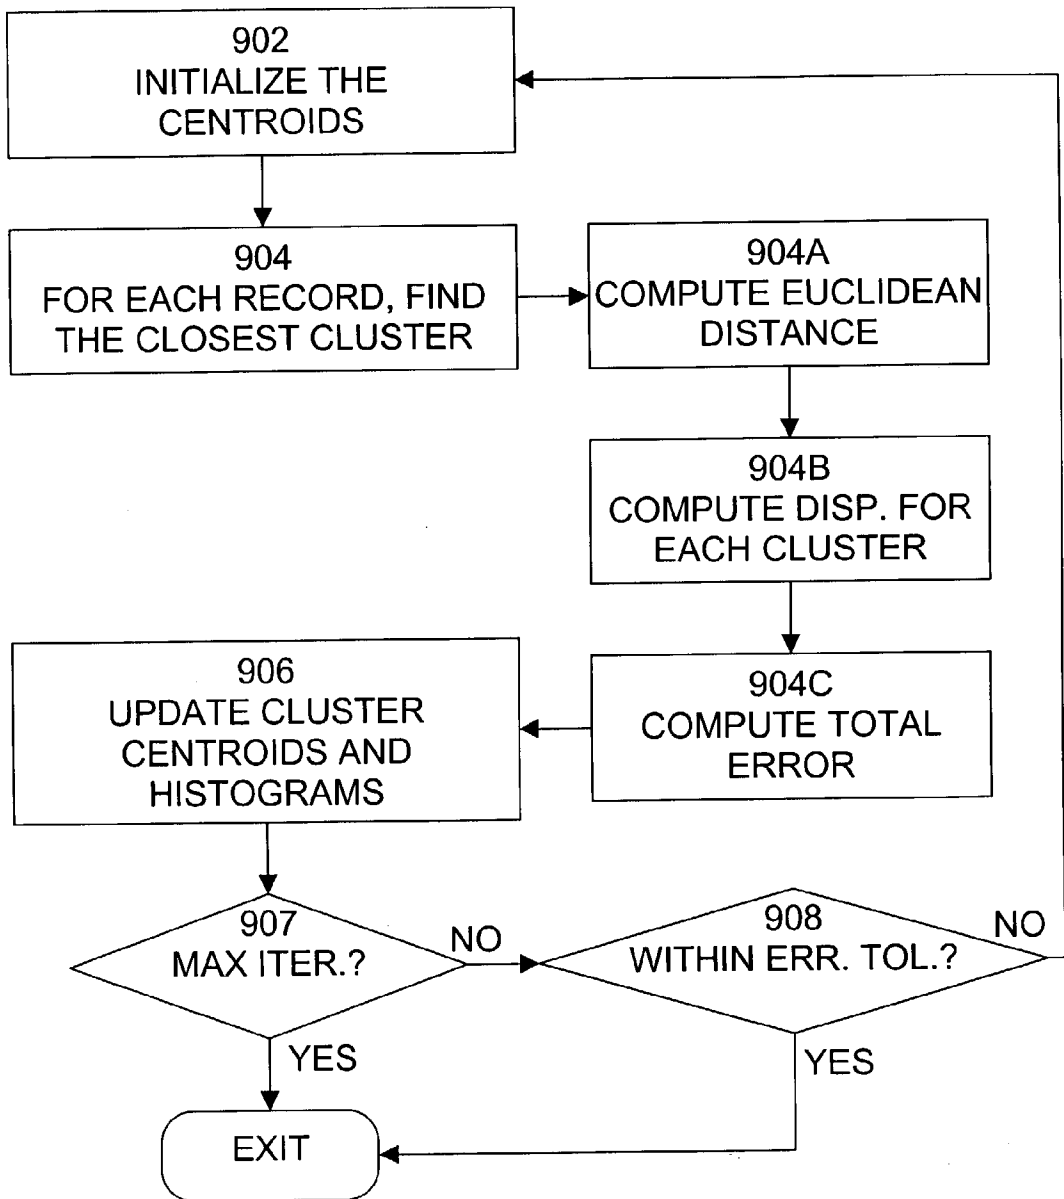 902
INITIALIZE THE
CENTROIDS
904
FOR EACH RECORD, FIND
THE CLOSEST CLUSTER
904A
COMPUTE EUCLIDEAN
DISTANCE
904B
COMPUTE DISP. FOR
EACH CLUSTER
904C
COMPUTE TOTAL
ERROR
906
UPDATE CLUSTER
CENTROIDS AND
HISTOGRAMS
907
MAX ITER.?
NO
YES
908
WITHIN ERR. TOL.?
NO
YES
EXIT